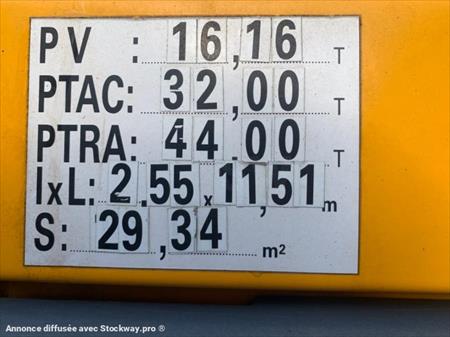 PV : 16,16 T
PTAC: 32,00 T
PTRA: 44.00 T
IxL: 2.55 x 11,51 m
S: 29,34 m²
Annonce diffusée avec Stockway.pro ®